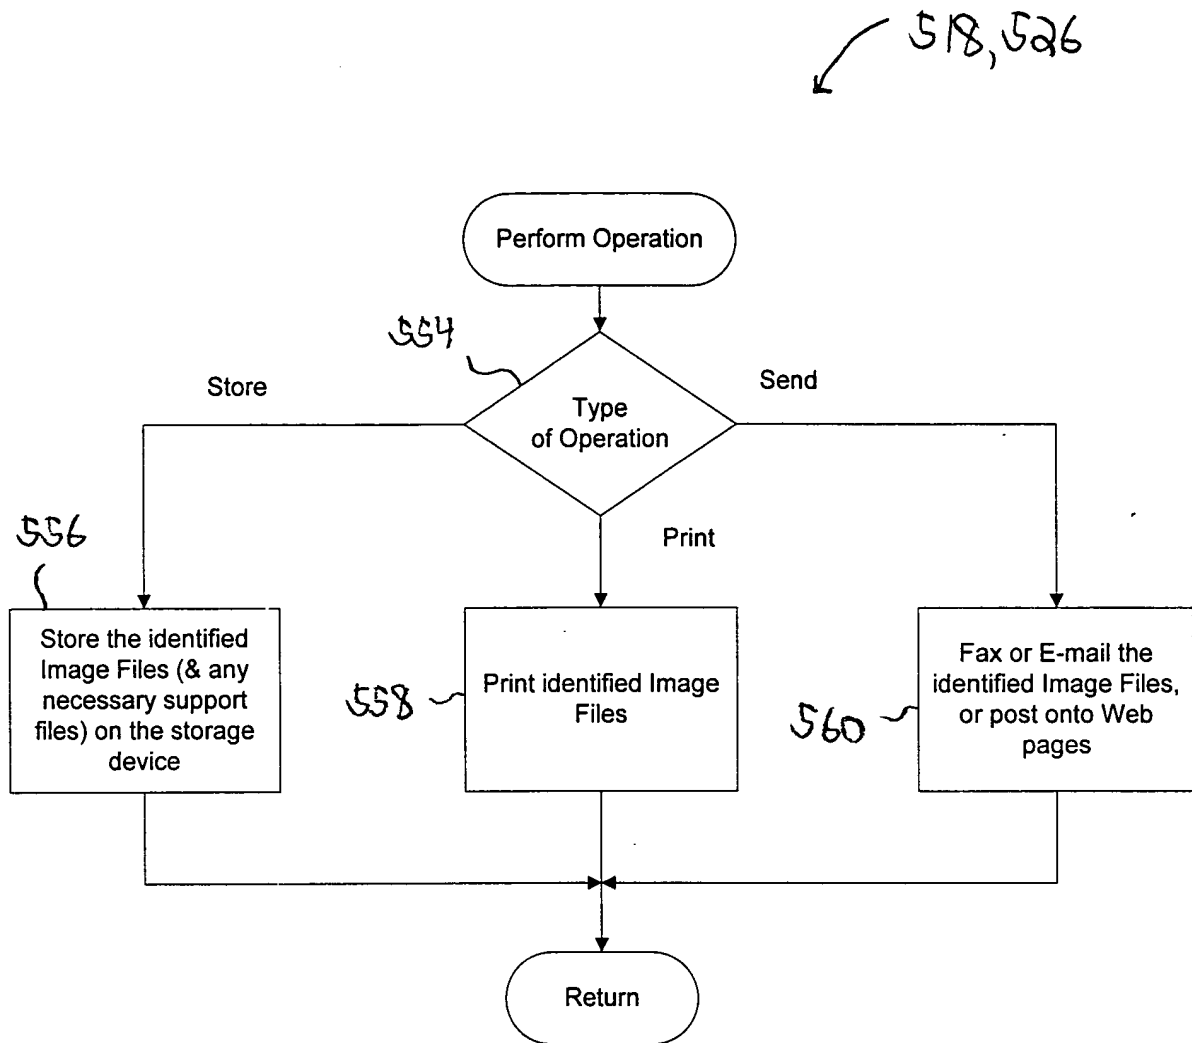 518, 526
Perform Operation
554
Store
Send
Type
of Operation
Print
556
Store the identified
Image Files (& any
necessary support
files) on the storage
device
558
Print identified Image
Files
560
Fax or E-mail the
identified Image Files,
or post onto Web
pages
Return